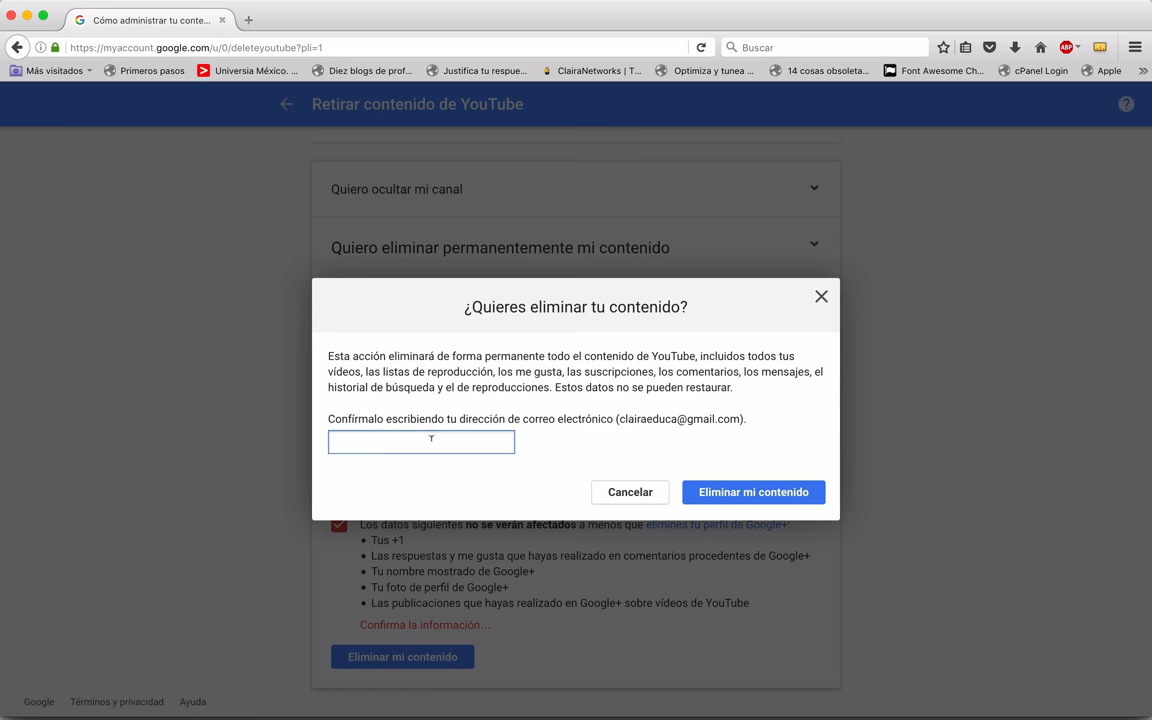 Cómo administrar tu conte...
https://myaccount.google.com/u/0/deleteyoutube?pli=1
Buscar
ABP
Más visitados
Primeros pasos
Universia México. ...
Diez blogs de prof...
Justifica tu respue...
ClairaNetworks | T...
Optimiza y tunea ...
14 cosas obsoleta...
Font Awesome Ch...
cPanel Login
Apple
Retirar contenido de YouTube
Quiero ocultar mi canal
Quiero eliminar permanentemente mi contenido
¿Quieres eliminar tu contenido?
Esta acción eliminará de forma permanente todo el contenido de YouTube, incluidos todos tus
vídeos, las listas de reproducción, los me gusta, las suscripciones, los comentarios, los mensajes, el
historial de búsqueda y el de reproducciones. Estos datos no se pueden restaurar.
Confírmalo escribiendo tu dirección de correo electrónico (clairaeduca@gmail.com).
Cancelar
Eliminar mi contenido
Los datos siguientes no se verán afectados a menos que elimines tu perfil de Google+:
• Tus +1
• Las respuestas y me gusta que hayas realizado en comentarios procedentes de Google+
• Tu nombre mostrado de Google+
• Tu foto de perfil de Google+
• Las publicaciones que hayas realizado en Google+ sobre vídeos de YouTube
Confirma la información...
Eliminar mi contenido
Google
Términos y privacidad
Ayuda